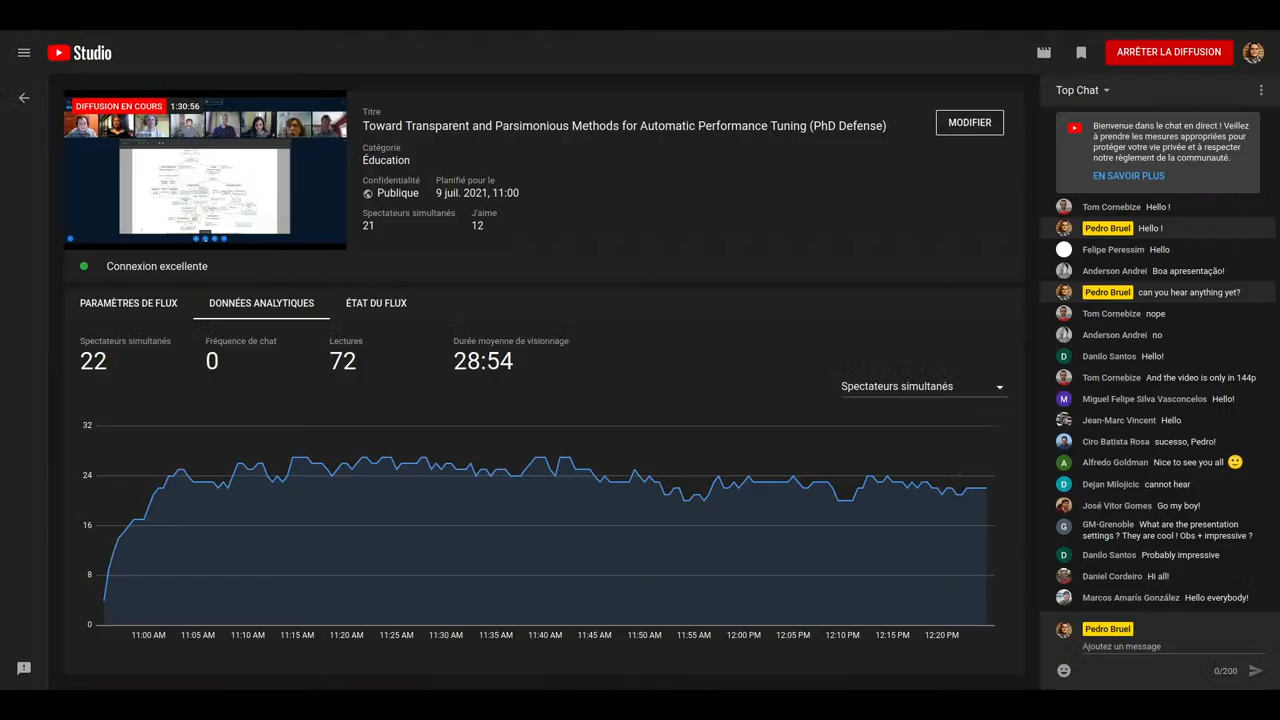 Studio
ARRÊTER LA DIFFUSION
DIFFUSION EN COURS 1:30:56
Titre
Toward Transparent and Parsimonious Methods for Automatic Performance Tuning (PhD Defense)
MODIFIER
Catégorie
Éducation
Confidentialité Planifié pour le
Publique 9 juil. 2021, 11:00
Spectateurs simultanés J'aime
21 12
Connexion excellente
PARAMÈTRES DE FLUX DONNÉES ANALYTIQUES ÉTAT DU FLUX
Spectateurs simultanés Fréquence de chat Lectures Durée moyenne de visionnage
22 0 72 28:54
Spectateurs simultanés
32
24
16
8
0
11:00 AM 11:05 AM 11:10 AM 11:15 AM 11:20 AM 11:25 AM 11:30 AM 11:35 AM 11:40 AM 11:45 AM 11:50 AM 11:55 AM 12:00 PM 12:05 PM 12:10 PM 12:15 PM 12:20 PM
Top Chat
Bienvenue dans le chat en direct ! Veillez
à prendre les mesures appropriées pour
protéger votre vie privée et à respecter
notre règlement de la communauté.
EN SAVOIR PLUS
Tom Cornebize Hello !
Pedro Bruel Hello !
Felipe Peressim Hello
Anderson Andrei Boa apresentação!
Pedro Bruel can you hear anything yet?
Tom Cornebize nope
Anderson Andrei no
D Danilo Santos Hello!
Tom Cornebize And the video is only in 144p
M Miguel Felipe Silva Vasconcelos Hello!
Jean-Marc Vincent Hello
Ciro Batista Rosa sucesso, Pedro!
A Alfredo Goldman Nice to see you all 🙂
D Dejan Milojicic cannot hear
José Vitor Gomes Go my boy!
G GM-Grenoble What are the presentation
settings ? They are cool ! Obs + impressive ?
D Danilo Santos Probably impressive
Daniel Cordeiro Hi all!
Marcos Amarís González Hello everybody!
Pedro Bruel
Ajoutez un message
0/200